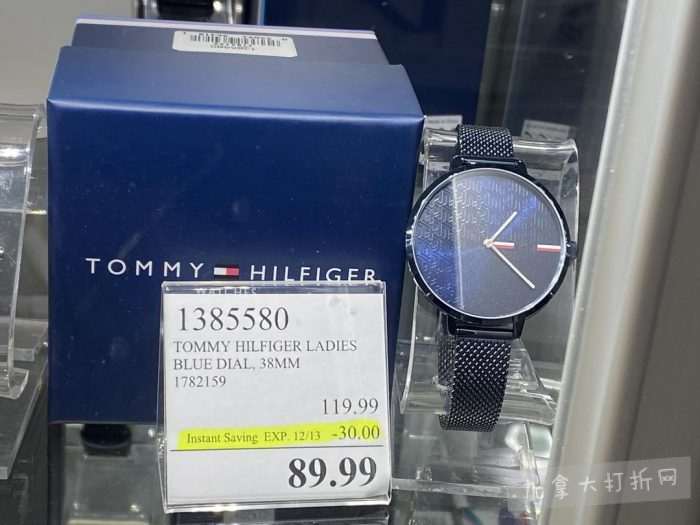 TOMMY HILFIGER
WATCHES
1385580
TOMMY HILFIGER LADIES
BLUE DIAL, 38MM
1782159
119.99
Instant Saving EXP. 12/13 -30.00
89.99
加拿大打折网